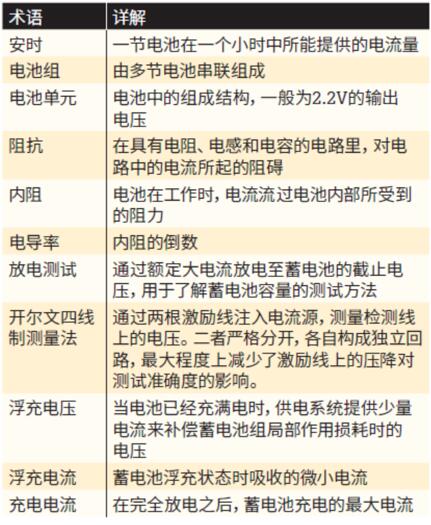 术语 详解
安时 一节电池在一个小时中所能提供的电流量
电池组 由多节电池串联组成
电池单元 电池中的组成结构，一般为2.2V的输出
电压
阻抗 在具有电阻、电感和电容的电路里，对电
路中的电流所起的阻碍
内阻 电池在工作时，电流流过电池内部所受到
的阻力
电导率 内阻的倒数
放电测试 通过额定大电流放电至蓄电池的截止电
压，用于了解蓄电池容量的测试方法
开尔文四线 通过两根激励线注入电流源，测量检测线
制测量法 上的电压。二者严格分开，各自构成独立回
路，最大程度上减少了激励线上的压降对
测试准确度的影响。
浮充电压 当电池已经充满电时，供电系统提供少量
电流来补偿蓄电池组局部作用损耗时的
电压
浮充电流 蓄电池浮充状态时吸收的微小电流
充电电流 在完全放电之后，蓄电池充电的最大电流